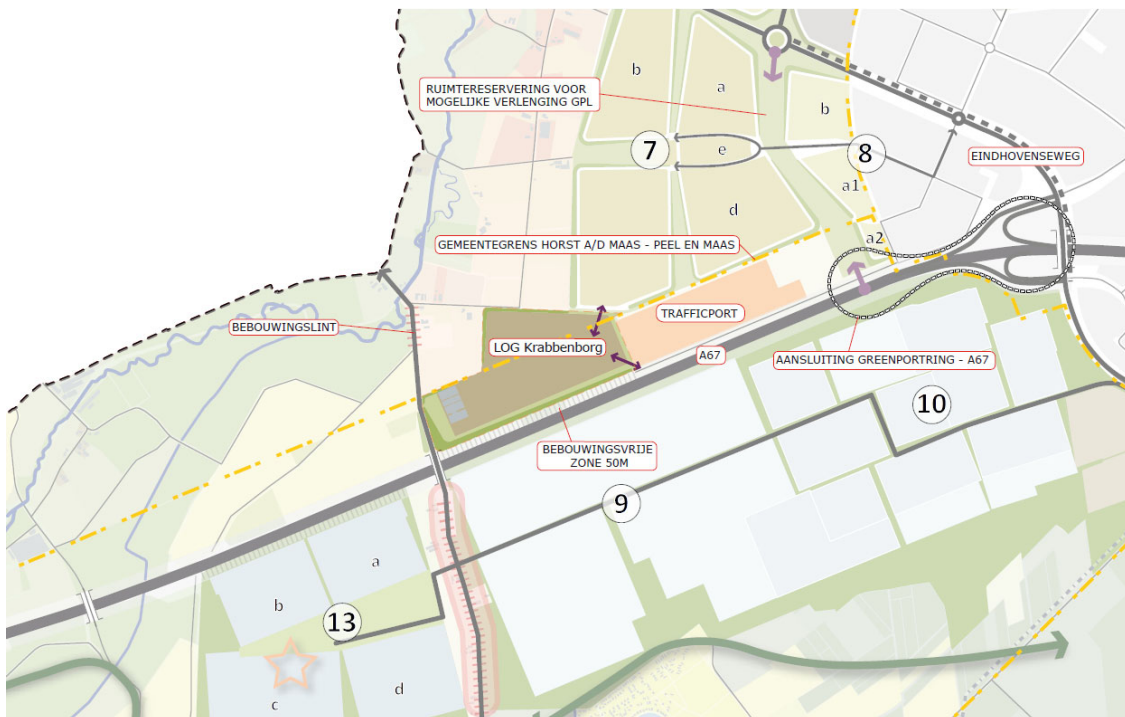 b
a
RUIMTERESERVERING VOOR
MOGELIJKE VERLENGING GPL
b
7
e
8
EINDHOVENSEWEG
a1
d
a2
GEMEENTEGRENS HORST A/D MAAS - PEEL EN MAAS
TRAFFICPORT
BEBOUWINGSLINT
LOG Krabbenborg
A67
AANSLUITING GREENPORTRING - A67
10
BEBOUWINGSVRIJE
ZONE 50M
9
a
b
13
c
d